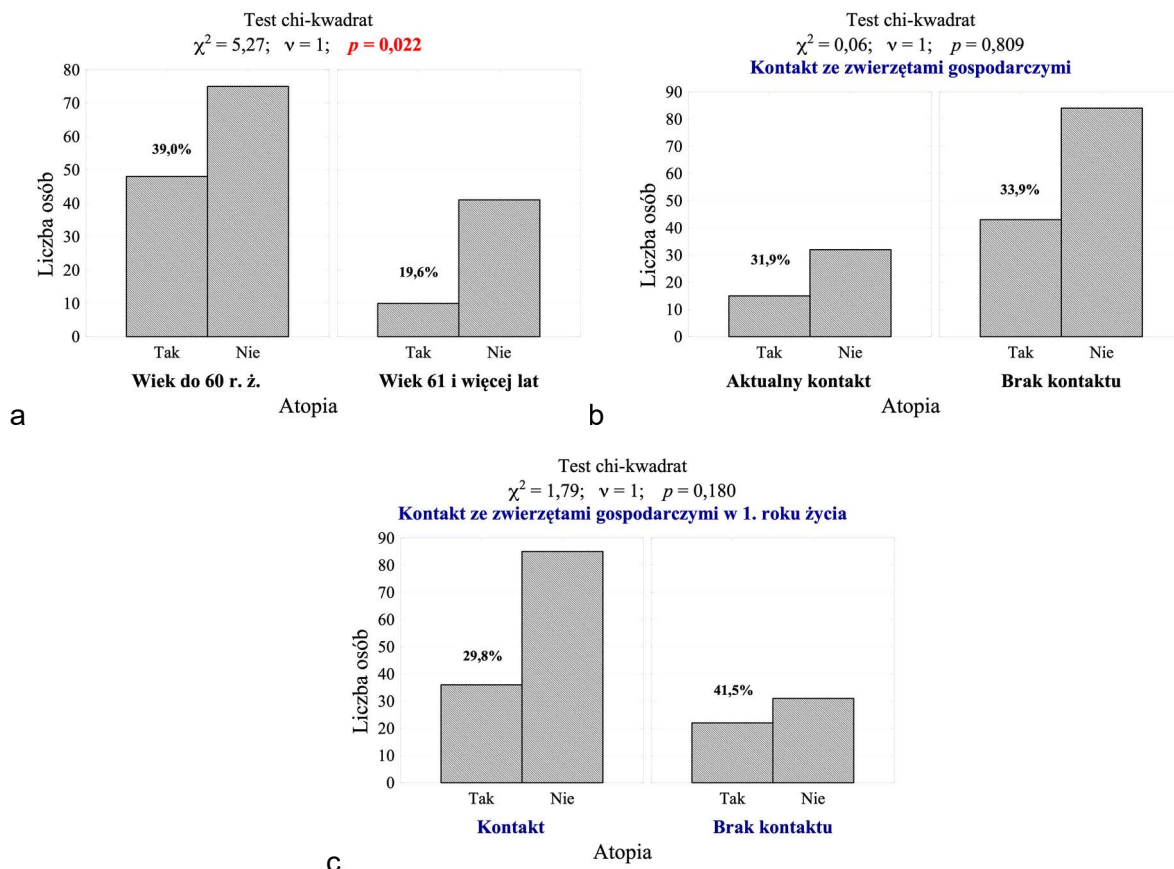 Test chi-kwadrat
χ² = 5,27; ν = 1; p = 0,022
80
70
60
50
40
30
20
10
0
Liczba osób
39,0%
19,6%
Tak Nie Tak Nie
Wiek do 60 r. ż. Wiek 61 i więcej lat
Atopia
a
Test chi-kwadrat
χ² = 0,06; ν = 1; p = 0,809
Kontakt ze zwierzętami gospodarczymi
90
80
70
60
50
40
30
20
10
0
Liczba osób
31,9%
33,9%
Tak Nie Tak Nie
Aktualny kontakt Brak kontaktu
Atopia
b
Test chi-kwadrat
χ² = 1,79; ν = 1; p = 0,180
Kontakt ze zwierzętami gospodarczymi w 1. roku życia
90
80
70
60
50
40
30
20
10
0
Liczba osób
29,8%
41,5%
Tak Nie Tak Nie
Kontakt Brak kontaktu
Atopia
c